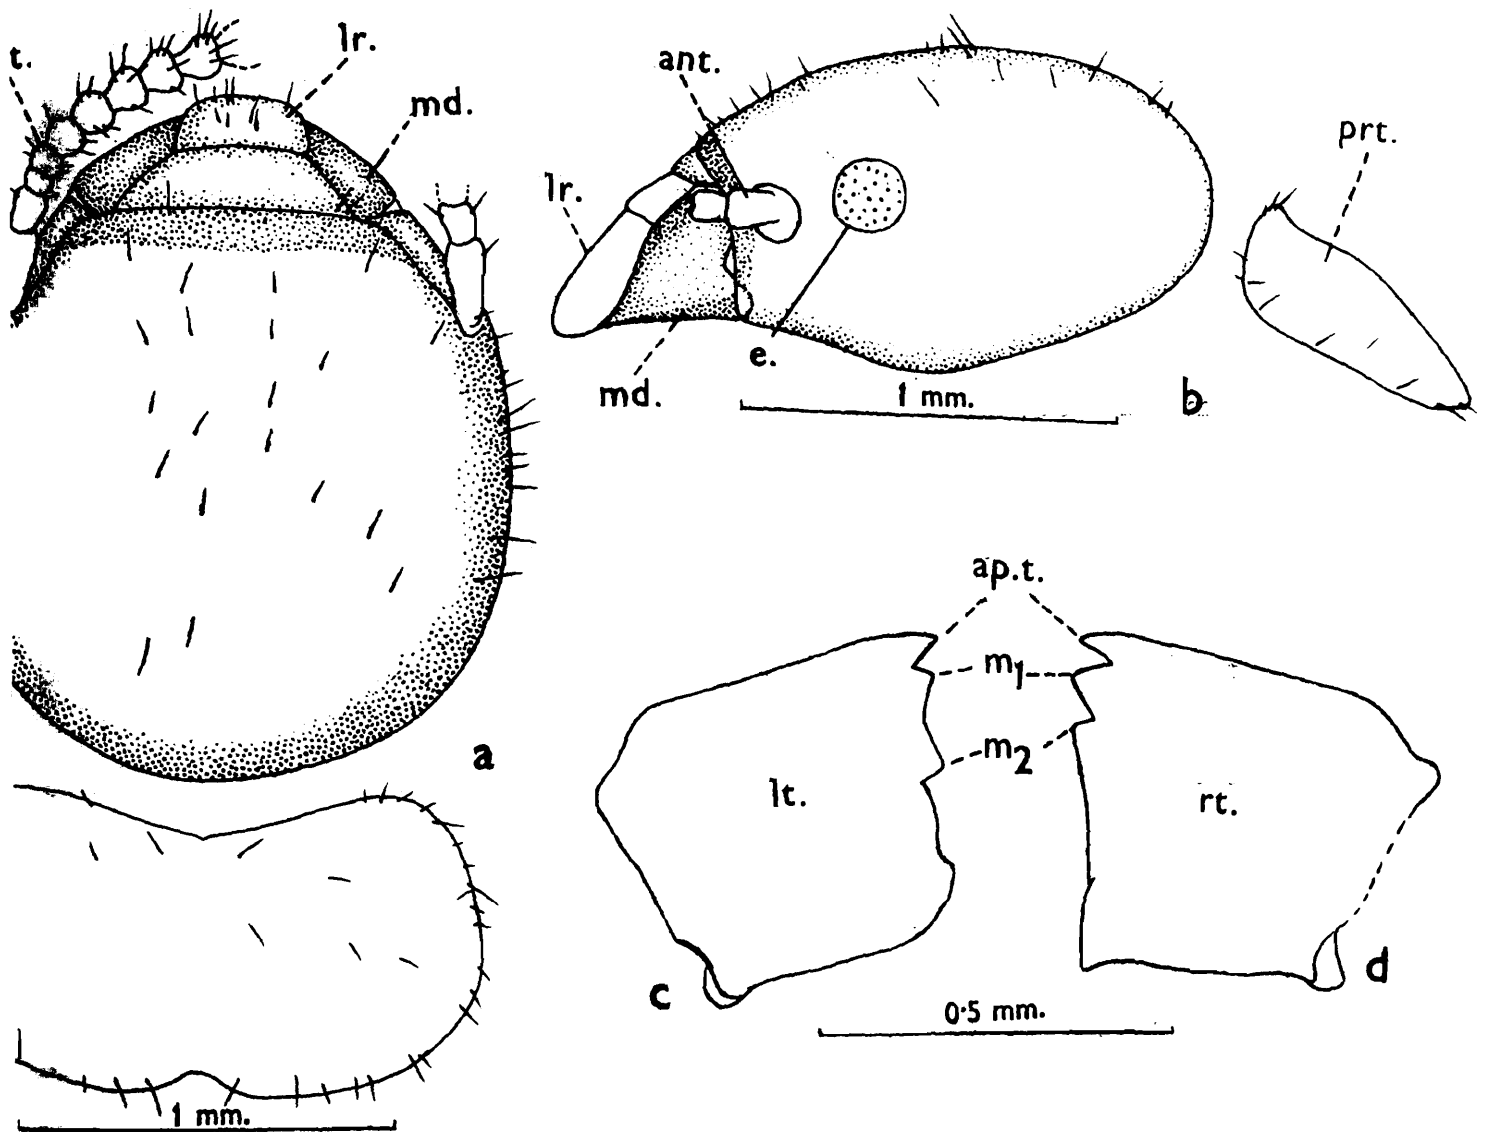 t.
lr.
md.
a
1 mm.
ant.
lr.
md.
e.
1 mm.
b
prt.
ap.t.
m1
m2
lt.
rt.
c
d
0·5 mm.